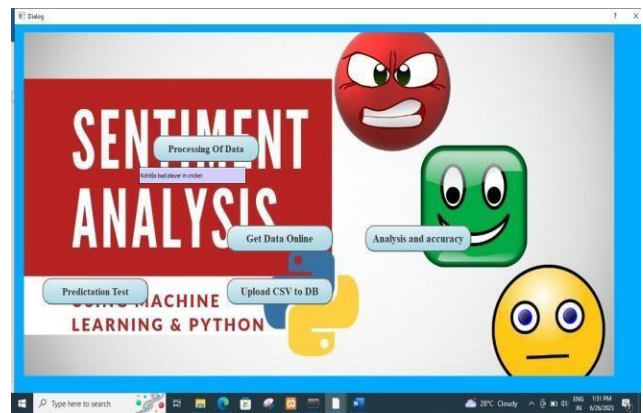 Dialog
? X
SENTIMENT
Processing Of Data
Rohit is bad player in cricket
ANALYSIS
Get Data Online
Analysis and accuracy
Predictation Test
Upload CSV to DB
USING MACHINE
LEARNING & PYTHON
Type here to search
28°C Cloudy
ENG
IN
1:51 PM
6/26/2023